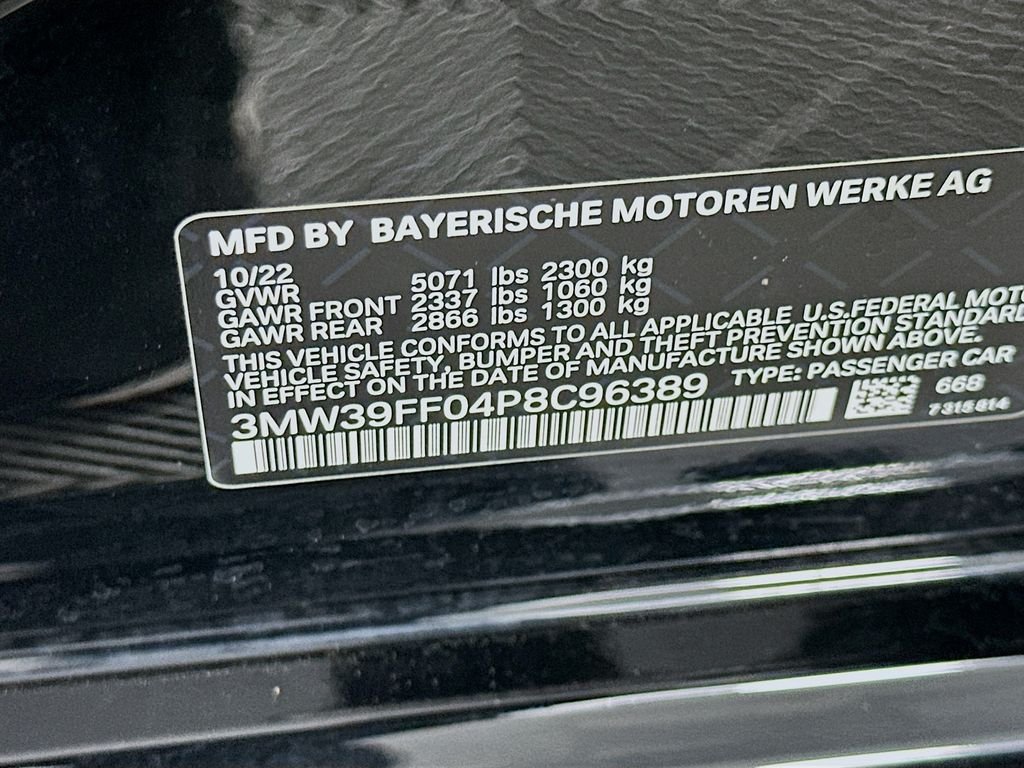 MFD BY BAYERISCHE MOTOREN WERKE AG
10/22
GVWR 5071 lbs 2300 kg
GAWR FRONT 2337 lbs 1060 kg
GAWR REAR 2866 lbs 1300 kg
THIS VEHICLE CONFORMS TO ALL APPLICABLE U.S.FEDERAL MOT
VEHICLE SAFETY, BUMPER AND THEFT PREVENTION STANDARD
IN EFFECT ON THE DATE OF MANUFACTURE SHOWN ABOVE.
3MW39FF04P8C96389 TYPE: PASSENGER CAR
668
7315614